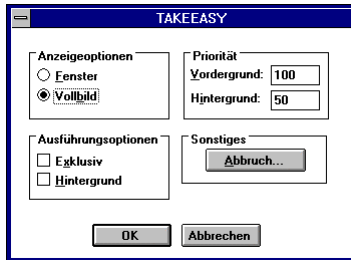 TAKEEASY
Anzeigeoptionen
Fenster
Vollbild
Priorität
Vordergrund: 100
Hintergrund: 50
Ausführungsoptionen
Exklusiv
Hintergrund
Sonstiges
Abbruch...
OK
Abbrechen